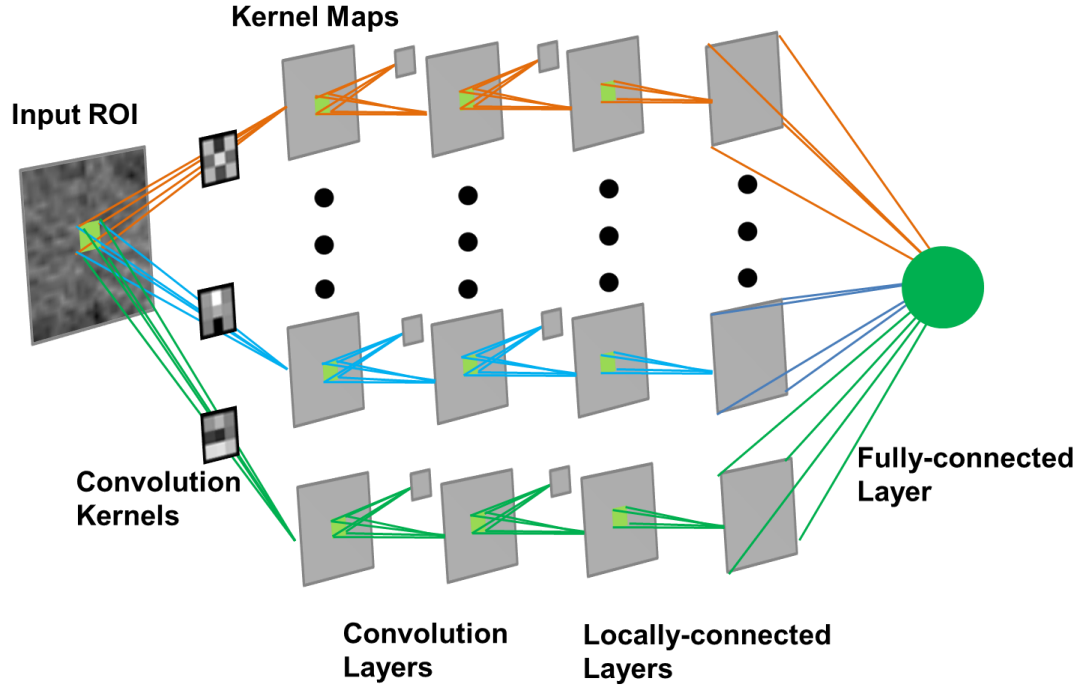 Kernel Maps
Input ROI
Convolution
Kernels
Fully-connected
Layer
Convolution
Layers
Locally-connected
Layers